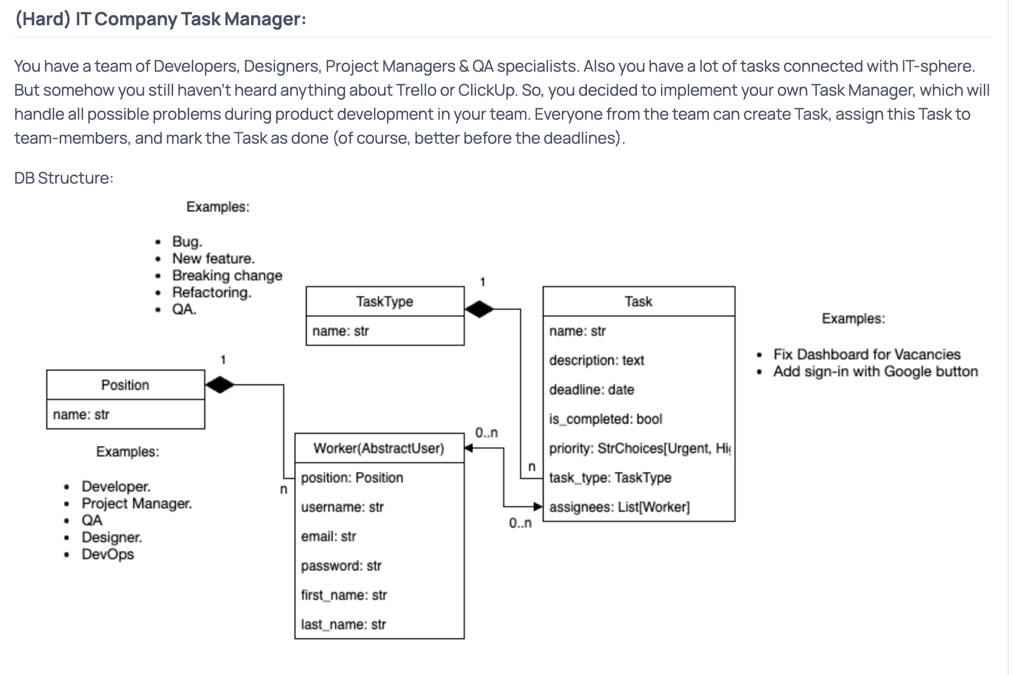 (Hard) IT Company Task Manager:
You have a team of Developers, Designers, Project Managers & QA specialists. Also you have a lot of tasks connected with IT-sphere.
But somehow you still haven't heard anything about Trello or ClickUp. So, you decided to implement your own Task Manager, which will
handle all possible problems during product development in your team. Everyone from the team can create Task, assign this Task to
team-members, and mark the Task as done (of course, better before the deadlines).
DB Structure:
Examples:
• Bug.
• New feature.
• Breaking change
• Refactoring.
• QA.
TaskType
name: str
1
Task
name: str
description: text
deadline: date
is_completed: bool
priority: StrChoices[Urgent, Hi
task_type: TaskType
assignees: List[Worker]
Examples:
• Fix Dashboard for Vacancies
• Add sign-in with Google button
1
Position
name: str
Examples:
• Developer.
• Project Manager.
• QA
• Designer.
• DevOps
n
Worker(AbstractUser)
position: Position
username: str
email: str
password: str
first_name: str
last_name: str
0..n
n
0..n